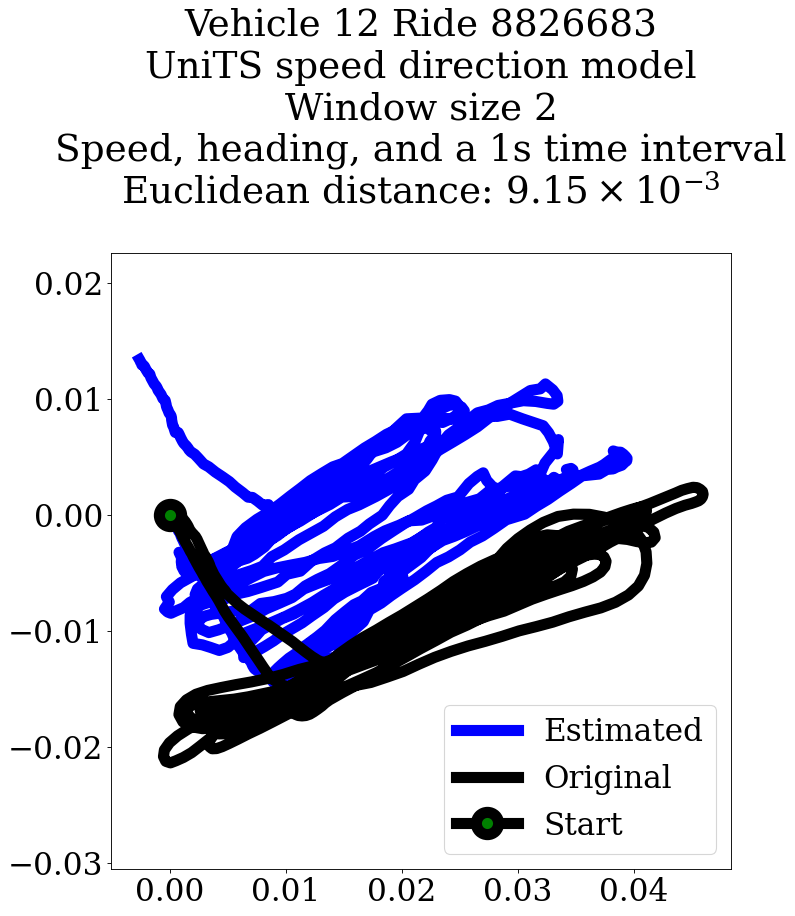 Vehicle 12 Ride 8826683
UniTS speed direction model
Window size 2
Speed, heading, and a 1s time interval
Euclidean distance: 9.15 × 10⁻³
0.02
0.01
0.00
−0.01
−0.02
−0.03
Estimated
Original
Start
0.00 0.01 0.02 0.03 0.04